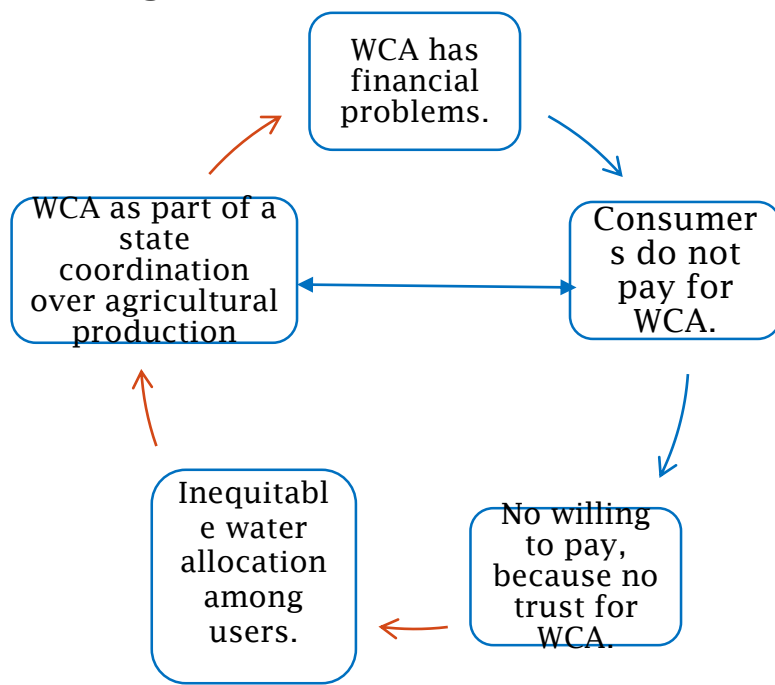 WCA has
financial
problems.
Consumer
s do not
pay for
WCA.
No willing
to pay,
because no
trust for
WCA.
Inequitabl
e water
allocation
among
users.
WCA as part of a
state
coordination
over agricultural
production